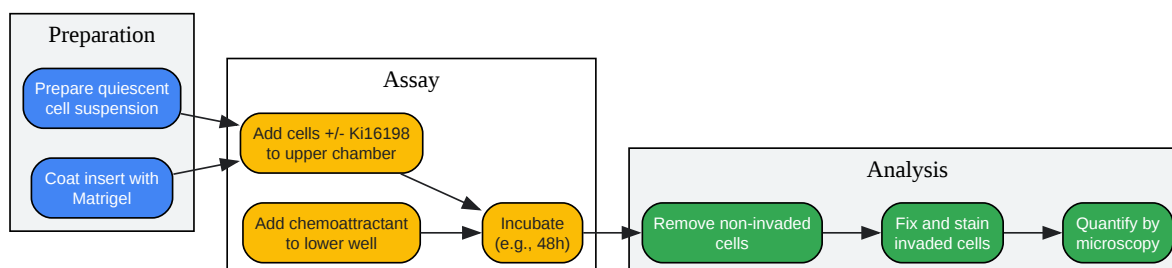 Preparation
Prepare quiescent
cell suspension
Coat insert with
Matrigel
Assay
Add cells +/- Ki16198
to upper chamber
Add chemoattractant
to lower well
Incubate
(e.g., 48h)
Analysis
Remove non-invaded
cells
Fix and stain
invaded cells
Quantify by
microscopy